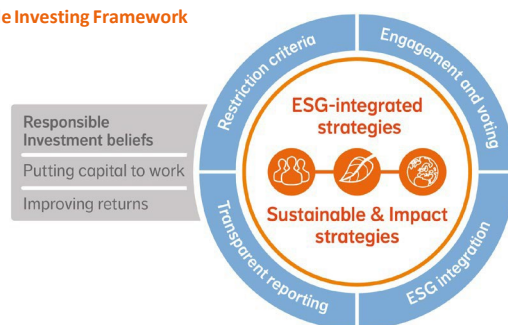 e Investing Framework
Responsible
Investment beliefs
Putting capital to work
Improving returns
Restriction criteria
Engagement and voting
ESG-integrated
strategies
Sustainable & Impact
strategies
Transparent reporting
ESG integration